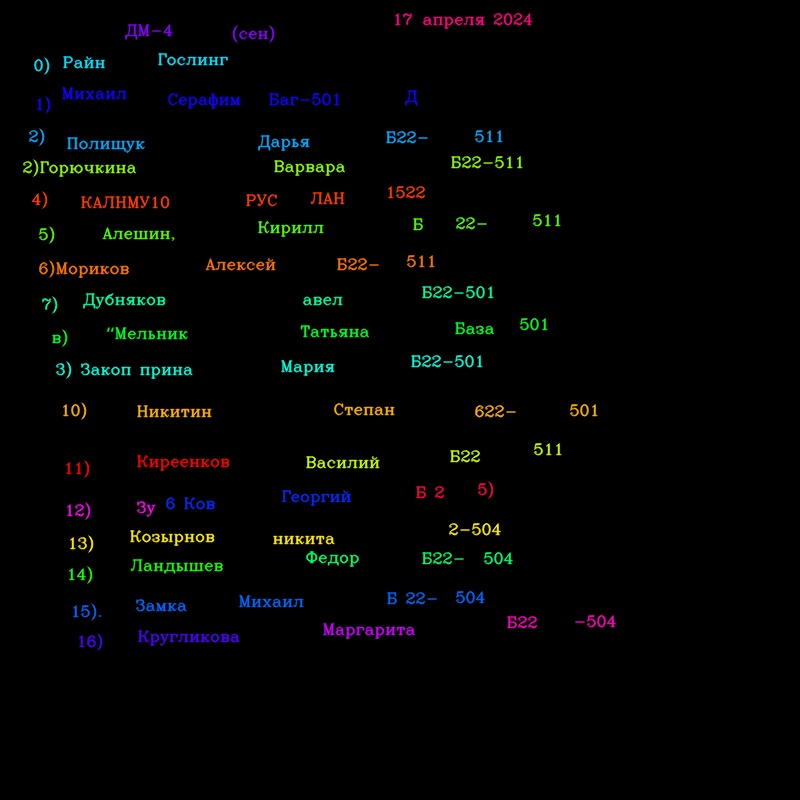 ДМ-4 (сен) 17 апреля 2024
0) Райн Гослинг
1) Михаил Серафим Баг-501 Д
2) Полищук Дарья Б22- 511
2)Горючкина Варвара Б22-511
4) КАЛНМУ10 РУС ЛАН 1522
5) Алешин, Кирилл Б 22- 511
6)Мориков Алексей Б22- 511
7) Дубняков авел Б22-501
в) “Мельник Татьяна База 501
3) Закоп прина Мария Б22-501
10) Никитин Степан 622- 501
11) Киреенков Василий Б22 511
12) Зу 6 Ков Георгий Б 2 5)
13) Козырнов никита 2-504
14) Ландышев Федор Б22- 504
15). Замка Михаил Б 22- 504
16) Кругликова Маргарита Б22 -504